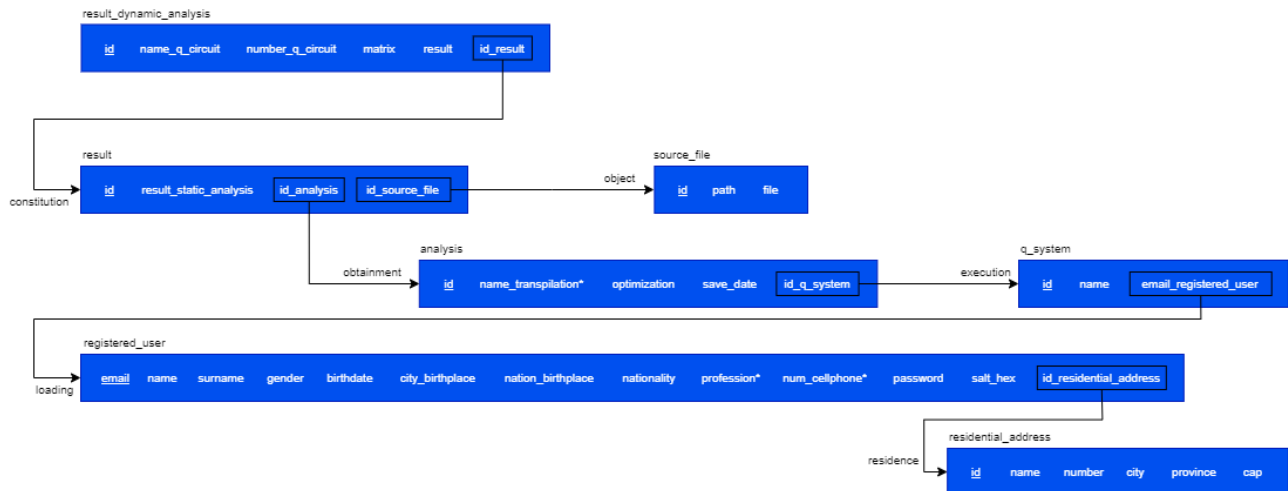 result_dynamic_analysis
id name_q_circuit number_q_circuit matrix result id_result
result
id result_static_analysis id_analysis id_source_file
constitution
object
source_file
id path file
obtainment
analysis
id name_transpilation* optimization save_date id_q_system
execution
q_system
id name email_registered_user
loading
registered_user
email name surname gender birthdate city_birthplace nation_birthplace nationality profession* num_cellphone* password salt_hex id_residential_address
residence
residential_address
id name number city province cap